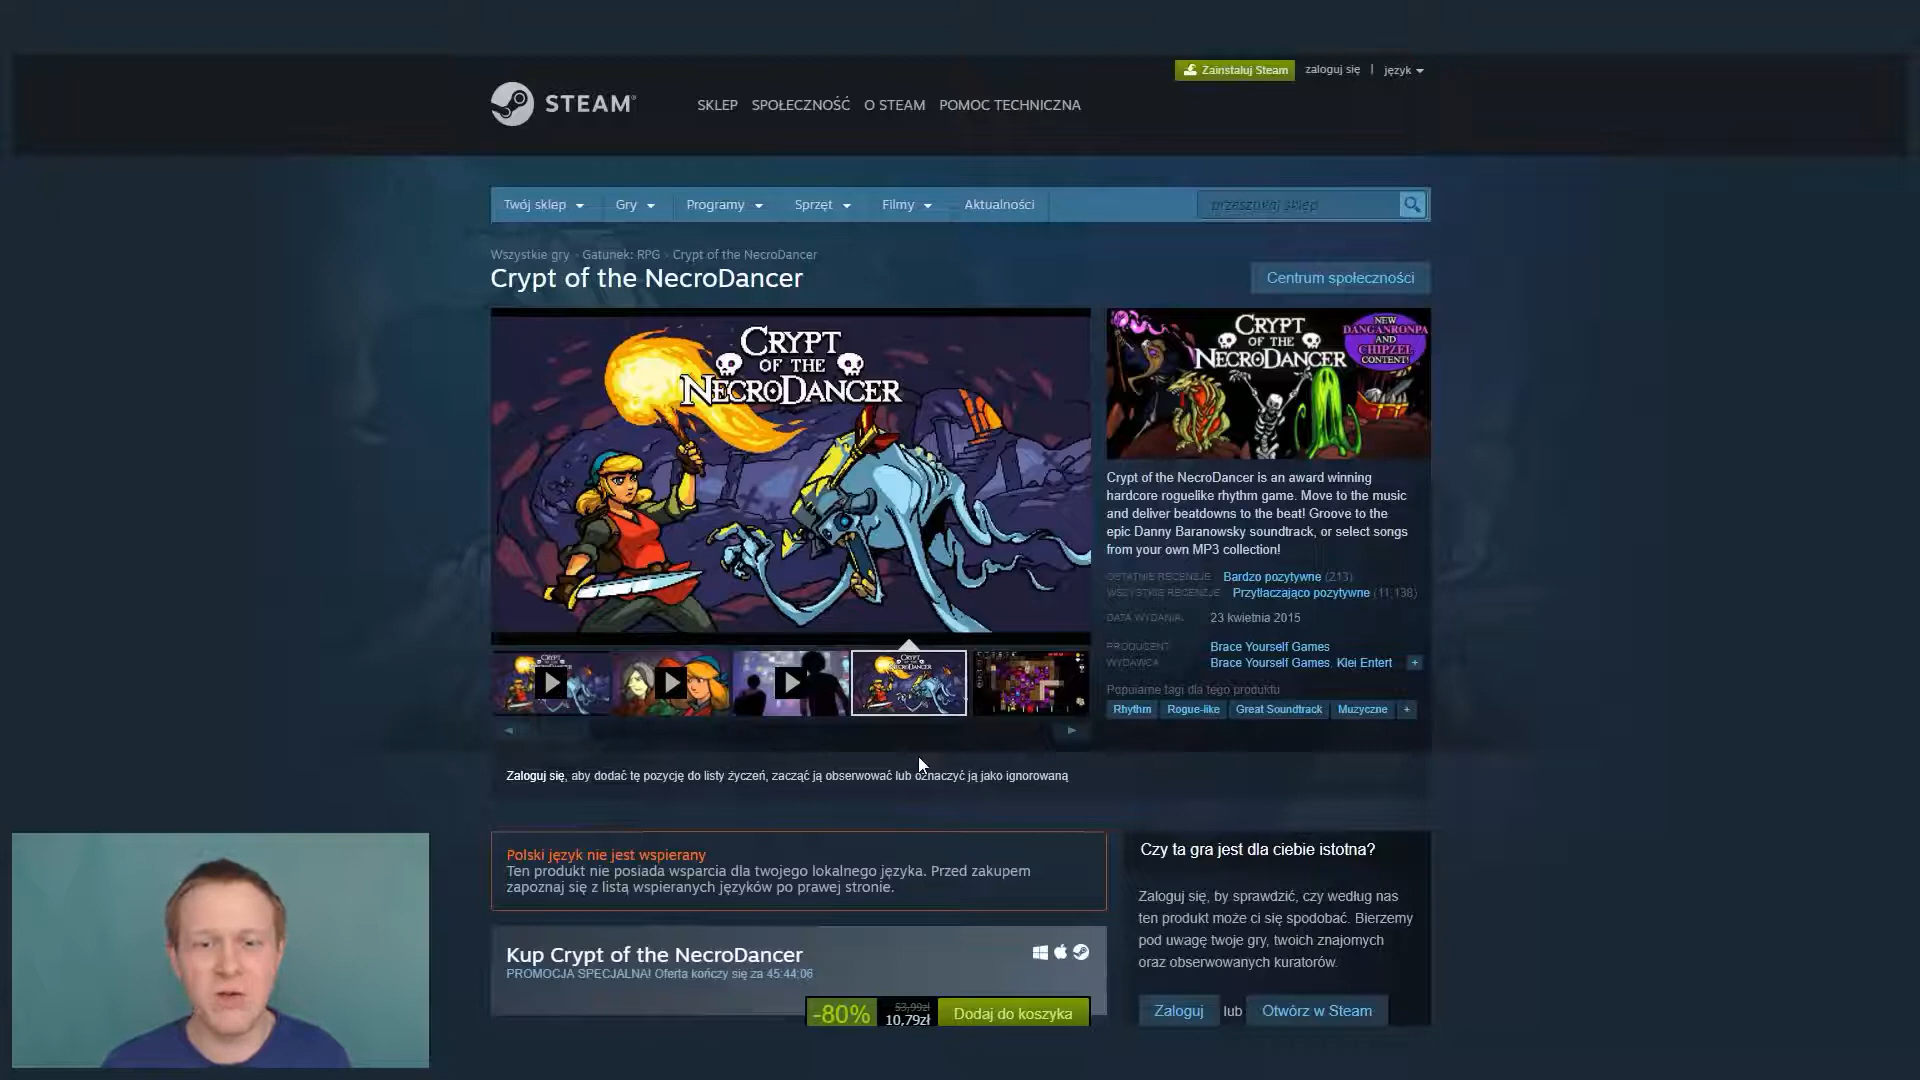 Zainstaluj Steam
zaloguj się | język
STEAM®
SKLEP SPOŁECZNOŚĆ O STEAM POMOC TECHNICZNA
Twój sklep Gry Programy Sprzęt Filmy Aktualności przeszukaj sklep
Wszystkie gry > Gatunek: RPG > Crypt of the NecroDancer
Crypt of the NecroDancer
Centrum społeczności
CRYPT
OF THE
NECRODANCER
CRYPT
OF THE
NECRODANCER
NEW
DANGANRONPA
AND
CHIPZEL
CONTENT!
Crypt of the NecroDancer is an award winning
hardcore roguelike rhythm game. Move to the music
and deliver beatdowns to the beat! Groove to the
epic Danny Baranowsky soundtrack, or select songs
from your own MP3 collection!
OSTATNIE RECENZJE: Bardzo pozytywne (213)
WSZYSTKIE RECENZJE: Przytłaczająco pozytywne (11,138)
DATA WYDANIA: 23 kwietnia 2015
PRODUCENT: Brace Yourself Games
WYDAWCA: Brace Yourself Games, Klei Entert +
Popularne tagi dla tego produktu
Rhythm Rogue-like Great Soundtrack Muzyczne +
Zaloguj się, aby dodać tę pozycję do listy życzeń, zacząć ją obserwować lub oznaczyć ją jako ignorowaną
Polski język nie jest wspierany
Ten produkt nie posiada wsparcia dla twojego lokalnego języka. Przed zakupem
zapoznaj się z listą wspieranych języków po prawej stronie.
Kup Crypt of the NecroDancer
PROMOCJA SPECJALNA! Oferta kończy się za 45:44:06
-80% 53,99zł 10,79zł Dodaj do koszyka
Czy ta gra jest dla ciebie istotna?
Zaloguj się, by sprawdzić, czy według nas
ten produkt może ci się spodobać. Bierzemy
pod uwagę twoje gry, twoich znajomych
oraz obserwowanych kuratorów.
Zaloguj lub Otwórz w Steam